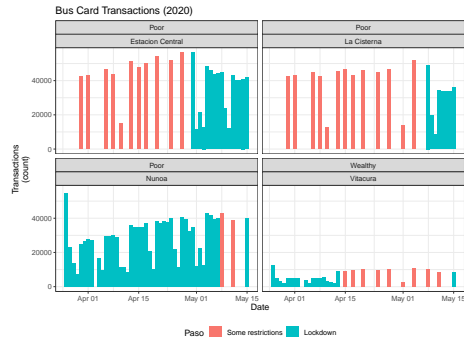 Bus Card Transactions (2020)
Poor
Poor
Estacion Central
La Cisterna
40000
20000
0
Poor
Wealthy
Nunoa
Vitacura
40000
20000
0
Transactions
(count)
Apr 01
Apr 15
May 01
May 15
Apr 01
Apr 15
May 01
May 15
Date
Paso
Some restrictions
Lockdown